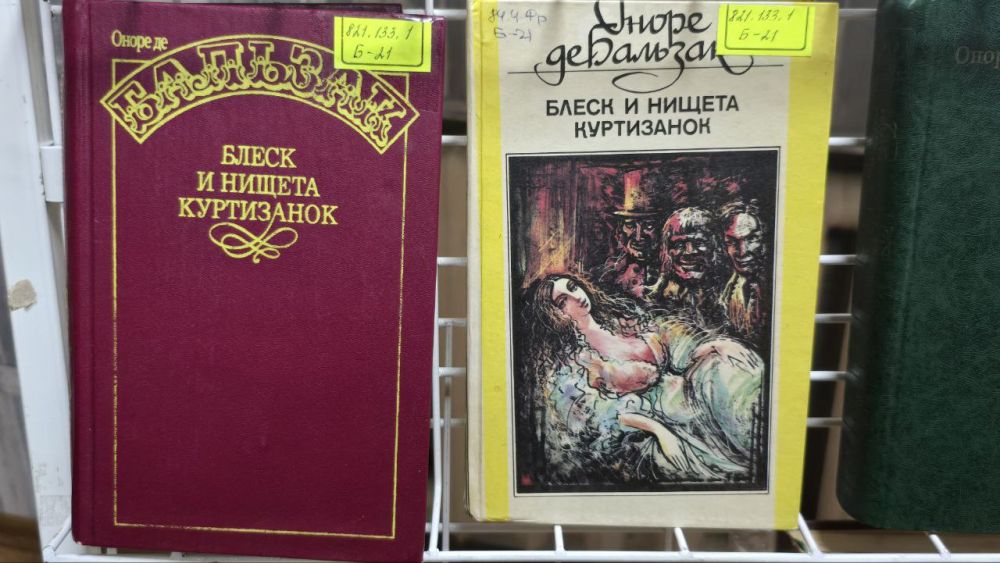 Оноре де
БАЛЬЗАК
БЛЕСК
И НИЩЕТА
КУРТИЗАНОК
821.133.1
Б-21
84.4 Фр
Б-21
Оноре
де Бальзак
БЛЕСК И НИЩЕТА
КУРТИЗАНОК
821.133.1
Б-21